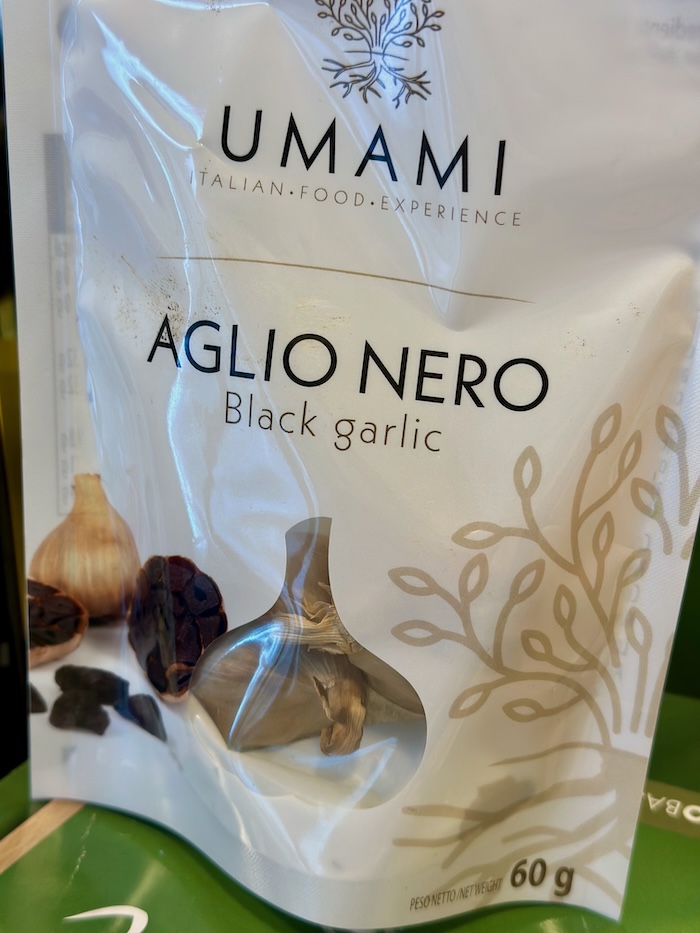 UMAMI
ITALIAN•FOOD•EXPERIENCE
AGLIO NERO
Black garlic
PESO NETTO/NET WEIGHT 60 g